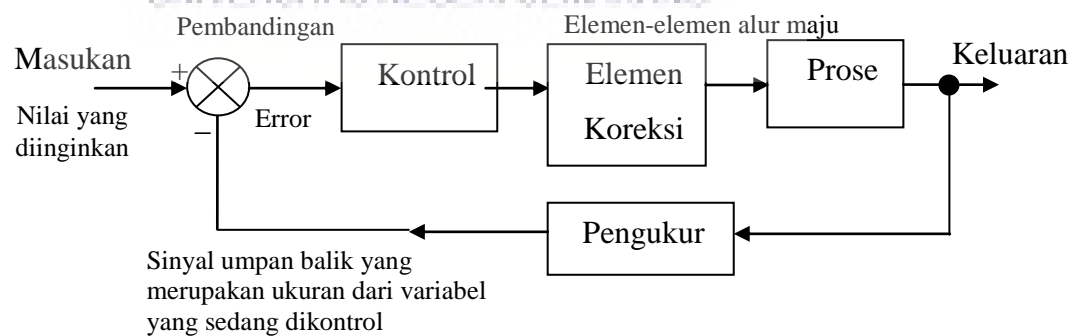 Pembandingan
Elemen-elemen alur maju
Masukan
+
Kontrol
Elemen
Koreksi
Prose
Keluaran
Nilai yang
diinginkan
−
Error
Pengukur
Sinyal umpan balik yang
merupakan ukuran dari variabel
yang sedang dikontrol